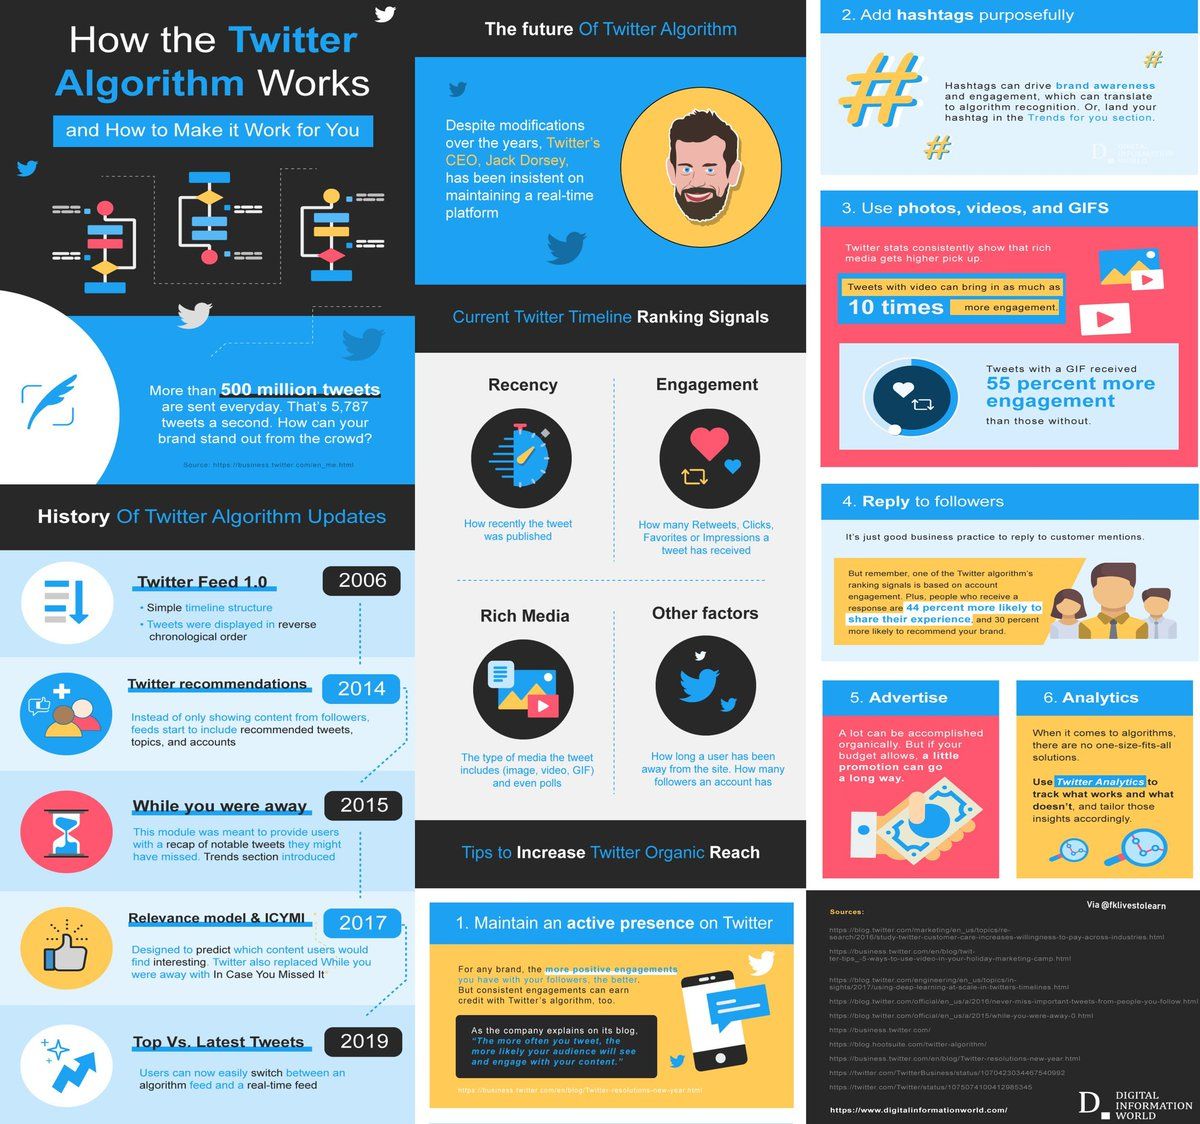 How the Twitter
Algorithm Works
and How to Make it Work for You
More than 500 million tweets
are sent everyday. That's 5,787
tweets a second. How can your
brand stand out from the crowd?
Source: https://business.twitter.com/en_me.html
History Of Twitter Algorithm Updates
Twitter Feed 1.0
2006
• Simple timeline structure
• Tweets were displayed in reverse
chronological order
Twitter recommendations
2014
Instead of only showing content from followers,
feeds start to include recommended tweets,
topics, and accounts
While you were away
2015
This module was meant to provide users
with a recap of notable tweets they might
have missed. Trends section introduced
Relevance model & ICYMI
2017
Designed to predict which content users would
find interesting. Twitter also replaced While you
were away with In Case You Missed It"
Top Vs. Latest Tweets
2019
Users can now easily switch between an
algorithm feed and a real-time feed
The future Of Twitter Algorithm
Despite modifications
over the years, Twitter's
CEO, Jack Dorsey,
has been insistent on
maintaining a real-time
platform
Current Twitter Timeline Ranking Signals
Recency
How recently the tweet
was published
Engagement
How many Retweets, Clicks,
Favorites or Impressions a
tweet has received
Rich Media
The type of media the tweet
includes (image, video, GIF)
and even polls
Other factors
How long a user has been
away from the site. How many
followers an account has
Tips to Increase Twitter Organic Reach
1. Maintain an active presence on Twitter
For any brand, the more positive engagements
you have with your followers, the better.
But consistent engagements can earn
credit with Twitter's algorithm, too.
As the company explains on its blog,
"The more often you tweet, the
more likely your audience will see
and engage with your content."
https://business.twitter.com/en/blog/Twitter-resolutions-new-year.html
2. Add hashtags purposefully
#
#
#
Hashtags can drive brand awareness
and engagement, which can translate
to algorithm recognition. Or, land your
hashtag in the Trends for you section.
D.
DIGITAL
INFORMATION
WORLD
3. Use photos, videos, and GIFS
Twitter stats consistently show that rich
media gets higher pick up.
Tweets with video can bring in as much as
10 times more engagement.
Tweets with a GIF received
55 percent more
engagement
than those without.
4. Reply to followers
It's just good business practice to reply to customer mentions.
But remember, one of the Twitter algorithm's
ranking signals is based on account
engagement. Plus, people who receive a
response are 44 percent more likely to
share their experience, and 30 percent
more likely to recommend your brand.
5. Advertise
A lot can be accomplished
organically. But if your
budget allows, a little
promotion can go
a long way.
6. Analytics
When it comes to algorithms,
there are no one-size-fits-all
solutions.
Use Twitter Analytics to
track what works and what
doesn't, and tailor those
insights accordingly.
Via @fklivestolearn
Sources:
https://blog.twitter.com/marketing/en_us/topics/re-
search/2016/study-twitter-customer-care-increases-willingness-to-pay-across-industries.html
https://business.twitter.com/en/blog/twit-
ter-tips_-5-ways-to-use-video-in-your-holiday-marketing-camp.html
https://blog.twitter.com/engineering/en_us/topics/in-
sights/2017/using-deep-learning-at-scale-in-twitters-timelines.html
https://blog.twitter.com/official/en_us/a/2016/never-miss-important-tweets-from-people-you-follow.html
https://blog.twitter.com/official/en_us/a/2015/while-you-were-away-0.html
https://business.twitter.com/
https://blog.hootsuite.com/twitter-algorithm/
https://business.twitter.com/en/blog/Twitter-resolutions-new-year.html
https://twitter.com/TwitterBusiness/status/1070423034467540992
https://twitter.com/Twitter/status/1075074100412985345
https://www.digitalinformationworld.com/
D.
DIGITAL
INFORMATION
WORLD